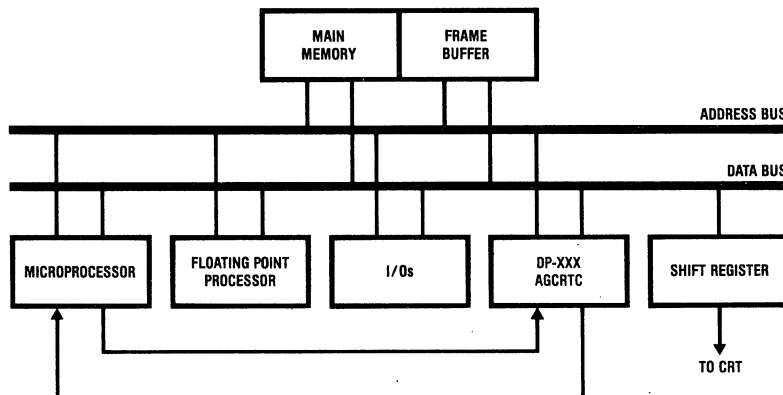 MAIN
MEMORY
FRAME
BUFFER
ADDRESS BUS
DATA BUS
MICROPROCESSOR
FLOATING POINT
PROCESSOR
I/Os
DP-XXX
AGCRTC
SHIFT REGISTER
TO CRT